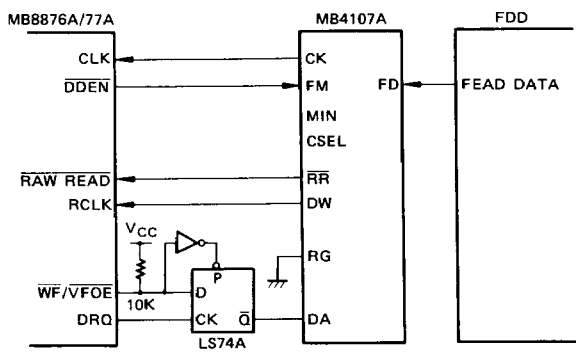 MB8876A/77A
MB4107A
FDD
CLK
CK
DDEN
FM
FD
FEAD DATA
MIN
CSEL
RAW READ
RR
RCLK
DW
VCC
RG
P
WF/VFOE
10K
D
DRQ
CK
Q
DA
LS74A